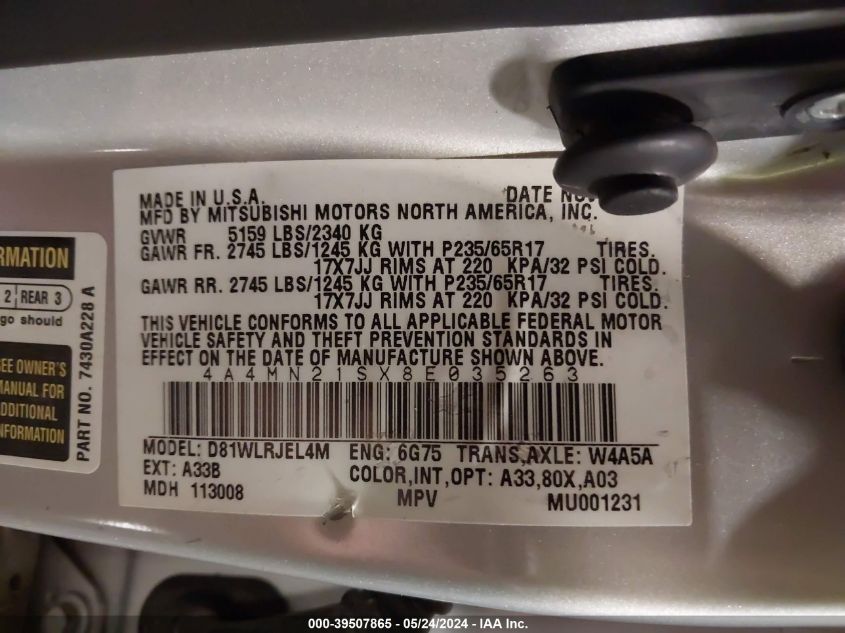 MADE IN U.S.A. DATE
MFD BY MITSUBISHI MOTORS NORTH AMERICA, INC.
GVWR 5159 LBS/2340 KG
GAWR FR. 2745 LBS/1245 KG WITH P235/65R17 TIRES.
17X7JJ RIMS AT 220 KPA/32 PSI COLD.
GAWR RR. 2745 LBS/1245 KG WITH P235/65R17 TIRES.
17X7JJ RIMS AT 220 KPA/32 PSI COLD.
THIS VEHICLE CONFORMS TO ALL APPLICABLE FEDERAL MOTOR
VEHICLE SAFETY AND THEFT PREVENTION STANDARDS IN
EFFECT ON THE DATE OF MANUFACTURE SHOWN ABOVE.
4A4MN21SX8E035263
MODEL: D81WLRJEL4M ENG: 6G75 TRANS,AXLE: W4A5A
EXT: A33B COLOR,INT,OPT: A33,80X,A03
MDH 113008 MPV MU001231
RMATION
2 REAR 3
go should
EE OWNER'S
MANUAL FOR
ADDITIONAL
INFORMATION
PART NO. 7430A228 A
000-39507865 - 05/24/2024 - IAA Inc.